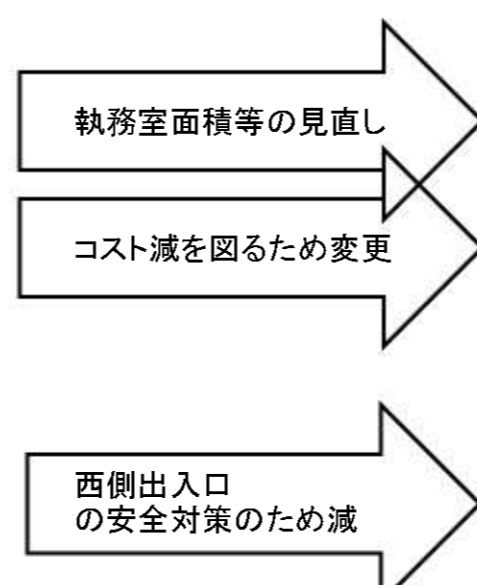 執務室面積等の見直し
コスト減を図るため変更
西側出入口
の安全対策のため減